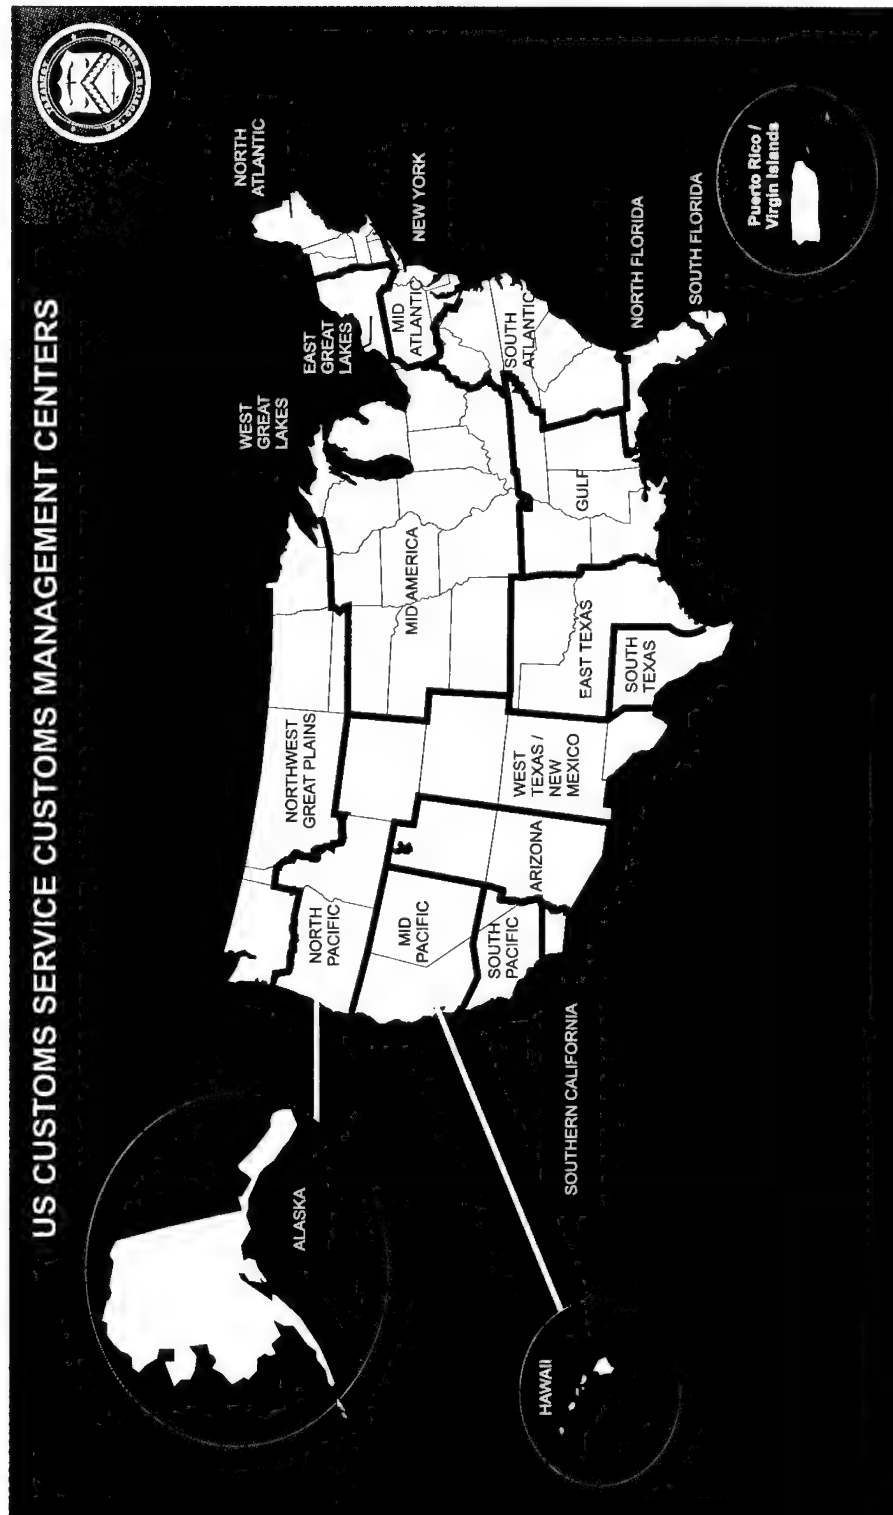 US CUSTOMS SERVICE CUSTOMS MANAGEMENT CENTERS
ALASKA
HAWAII
SOUTHERN CALIFORNIA
NORTH
PACIFIC
MID
PACIFIC
SOUTH
PACIFIC
NORTHWEST
GREAT PLAINS
ARIZONA
WEST
TEXAS /
NEW
MEXICO
MID AMERICA
EAST TEXAS
SOUTH
TEXAS
WEST
GREAT
LAKES
EAST
GREAT
LAKES
GULF
MID
ATLANTIC
SOUTH
ATLANTIC
NORTH
ATLANTIC
NEW YORK
NORTH FLORIDA
SOUTH FLORIDA
Puerto Rico /
Virgin Islands